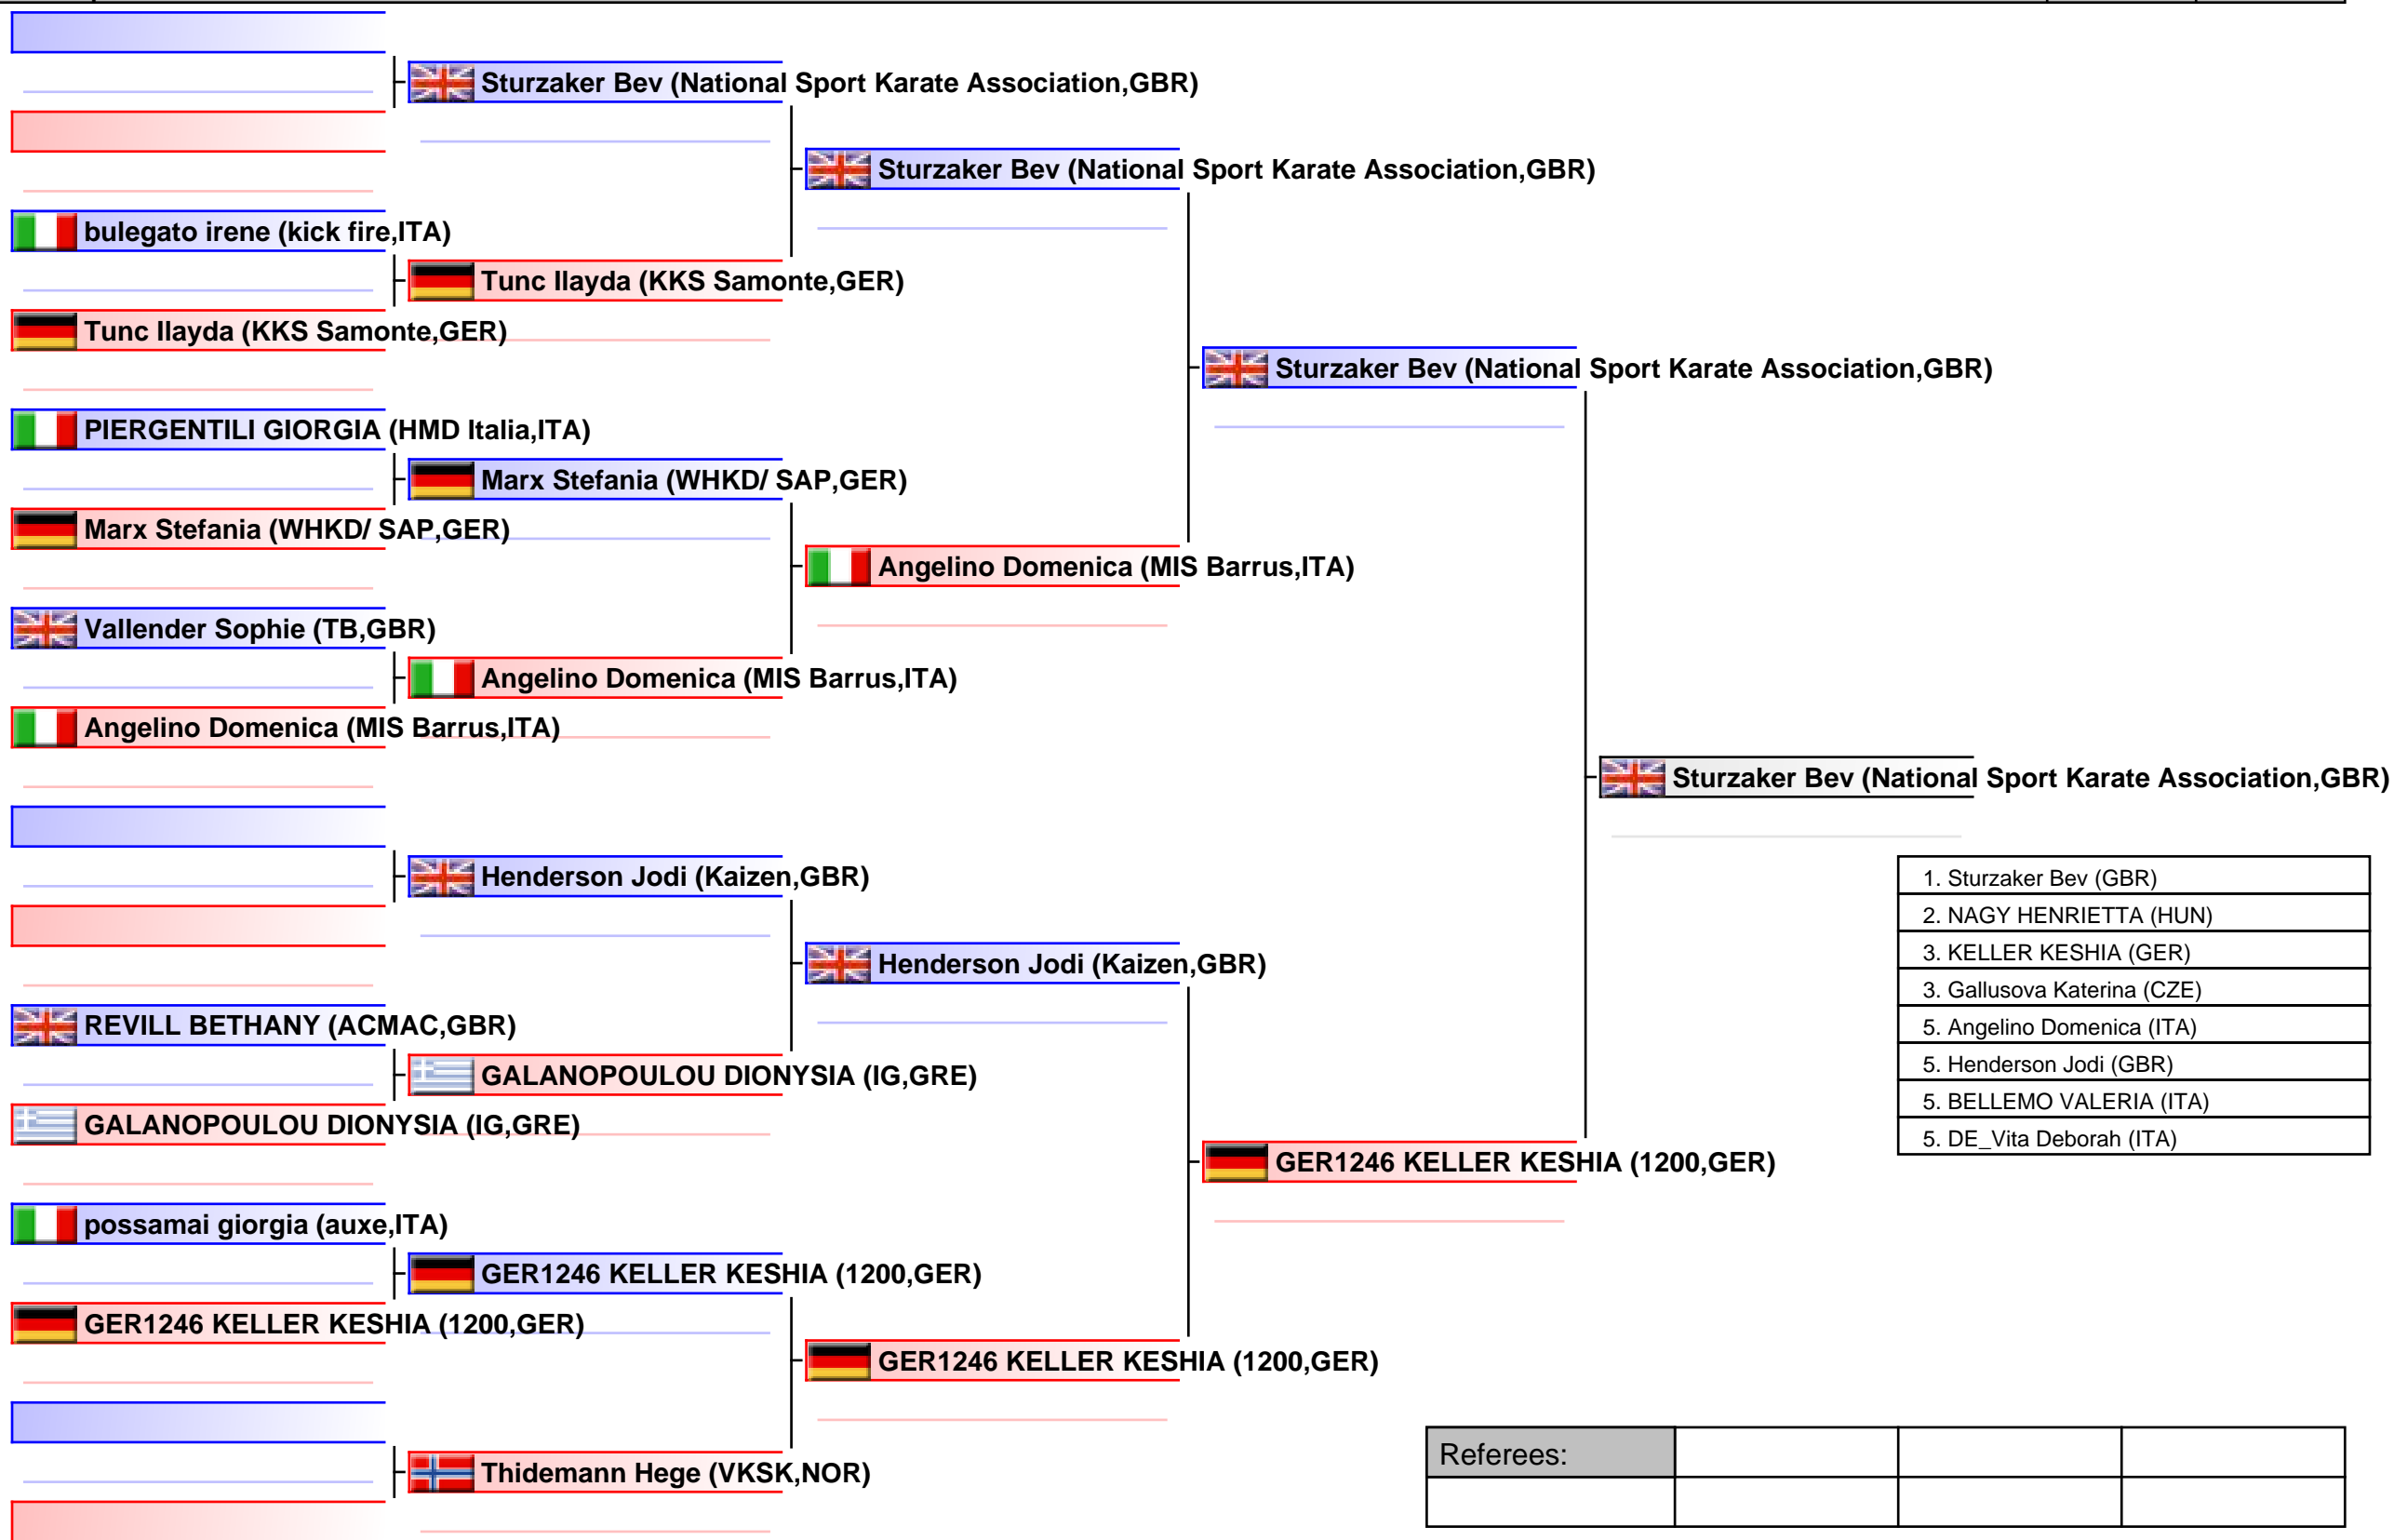 Sturzaker Bev (National Sport Karate Association,GBR)
Sturzaker Bev (National Sport Karate Association,GBR)
bulegato irene (kick fire,ITA)
Tunc Ilayda (KKS Samonte,GER)
Tunc Ilayda (KKS Samonte,GER)
Sturzaker Bev (National Sport Karate Association,GBR)
PIERGENTILI GIORGIA (HMD Italia,ITA)
Marx Stefania (WHKD/ SAP,GER)
Marx Stefania (WHKD/ SAP,GER)
Angelino Domenica (MIS Barrus,ITA)
Vallender Sophie (TB,GBR)
Angelino Domenica (MIS Barrus,ITA)
Angelino Domenica (MIS Barrus,ITA)
Sturzaker Bev (National Sport Karate Association,GBR)
Henderson Jodi (Kaizen,GBR)
1. Sturzaker Bev (GBR)
2. NAGY HENRIETTA (HUN)
3. KELLER KESHIA (GER)
3. Gallusova Katerina (CZE)
5. Angelino Domenica (ITA)
5. Henderson Jodi (GBR)
5. BELLEMO VALERIA (ITA)
5. DE_Vita Deborah (ITA)
Henderson Jodi (Kaizen,GBR)
REVILL BETHANY (ACMAC,GBR)
GALANOPOULOU DIONYSIA (IG,GRE)
GALANOPOULOU DIONYSIA (IG,GRE)
GER1246 KELLER KESHIA (1200,GER)
possamai giorgia (auxe,ITA)
GER1246 KELLER KESHIA (1200,GER)
GER1246 KELLER KESHIA (1200,GER)
GER1246 KELLER KESHIA (1200,GER)
Thidemann Hege (VKSK,NOR)
Referees: